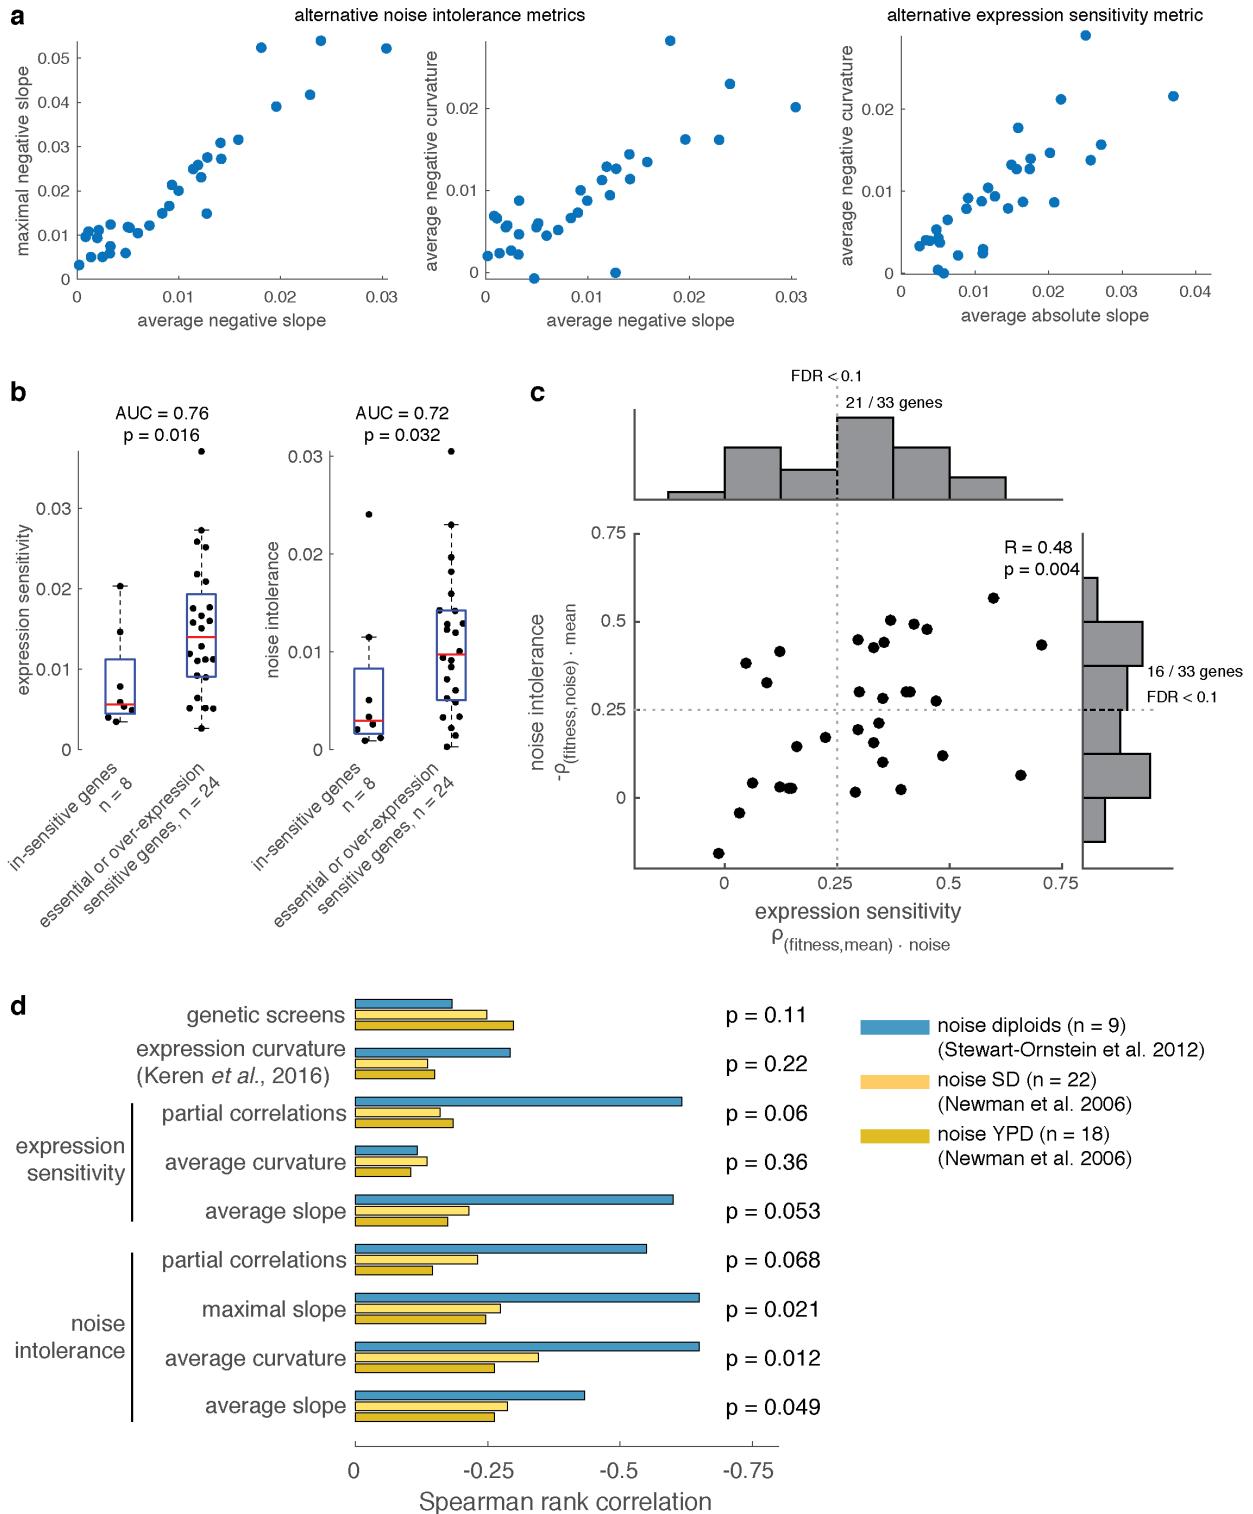 a
alternative noise intolerance metrics
alternative expression sensitivity metric
maximal negative slope
0.05
0.04
0.03
0.02
0.01
0
0
0.01
0.02
0.03
average negative slope
average negative curvature
0.02
0.01
0
0
0.01
0.02
0.03
average negative slope
average negative curvature
0.02
0.01
0
0
0.01
0.02
0.03
0.04
average absolute slope
b
AUC = 0.76
p = 0.016
expression sensitivity
0.03
0.02
0.01
0
in-sensitive genes
n = 8
essential or over-expression
sensitive genes, n = 24
AUC = 0.72
p = 0.032
noise intolerance
0.03
0.02
0.01
0
in-sensitive genes
n = 8
essential or over-expression
sensitive genes, n = 24
c
FDR < 0.1
21 / 33 genes
R = 0.48
p = 0.004
16 / 33 genes
FDR < 0.1
noise intolerance
-ρ(fitness,noise) · mean
0.75
0.5
0.25
0
0
0.25
0.5
0.75
expression sensitivity
ρ(fitness,mean) · noise
d
genetic screens
p = 0.11
expression curvature
(Keren et al., 2016)
p = 0.22
expression
sensitivity
partial correlations
p = 0.06
average curvature
p = 0.36
average slope
p = 0.053
noise
intolerance
partial correlations
p = 0.068
maximal slope
p = 0.021
average curvature
p = 0.012
average slope
p = 0.049
0
-0.25
-0.5
-0.75
Spearman rank correlation
noise diploids (n = 9)
(Stewart-Ornstein et al. 2012)
noise SD (n = 22)
(Newman et al. 2006)
noise YPD (n = 18)
(Newman et al. 2006)